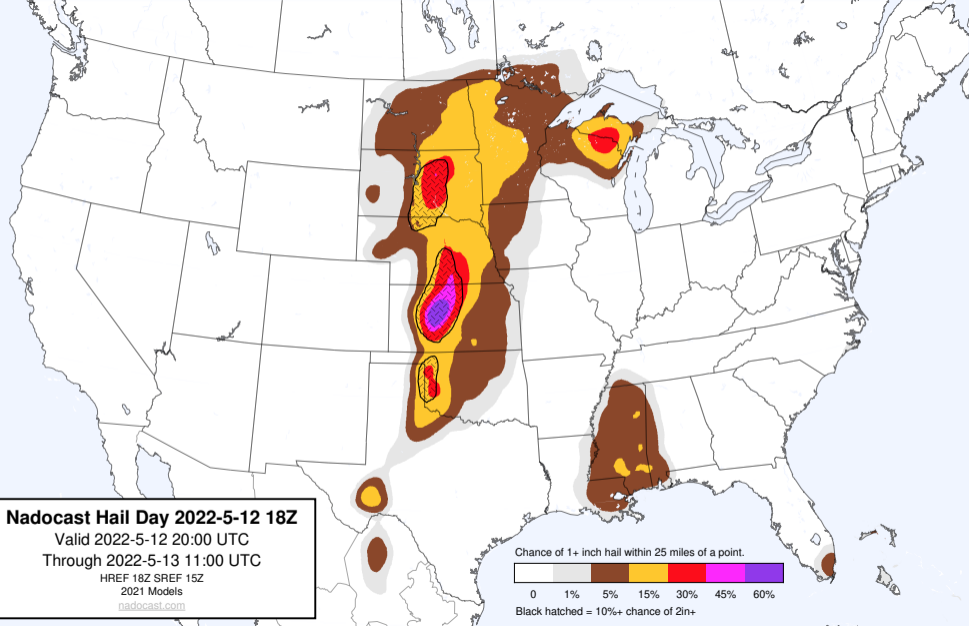 Nadocast Hail Day 2022-5-12 18Z
Valid 2022-5-12 20:00 UTC
Through 2022-5-13 11:00 UTC
HREF 18Z SREF 15Z
2021 Models
nadocast.com
Chance of 1+ inch hail within 25 miles of a point.
0 1% 5% 15% 30% 45% 60%
Black hatched = 10%+ chance of 2in+